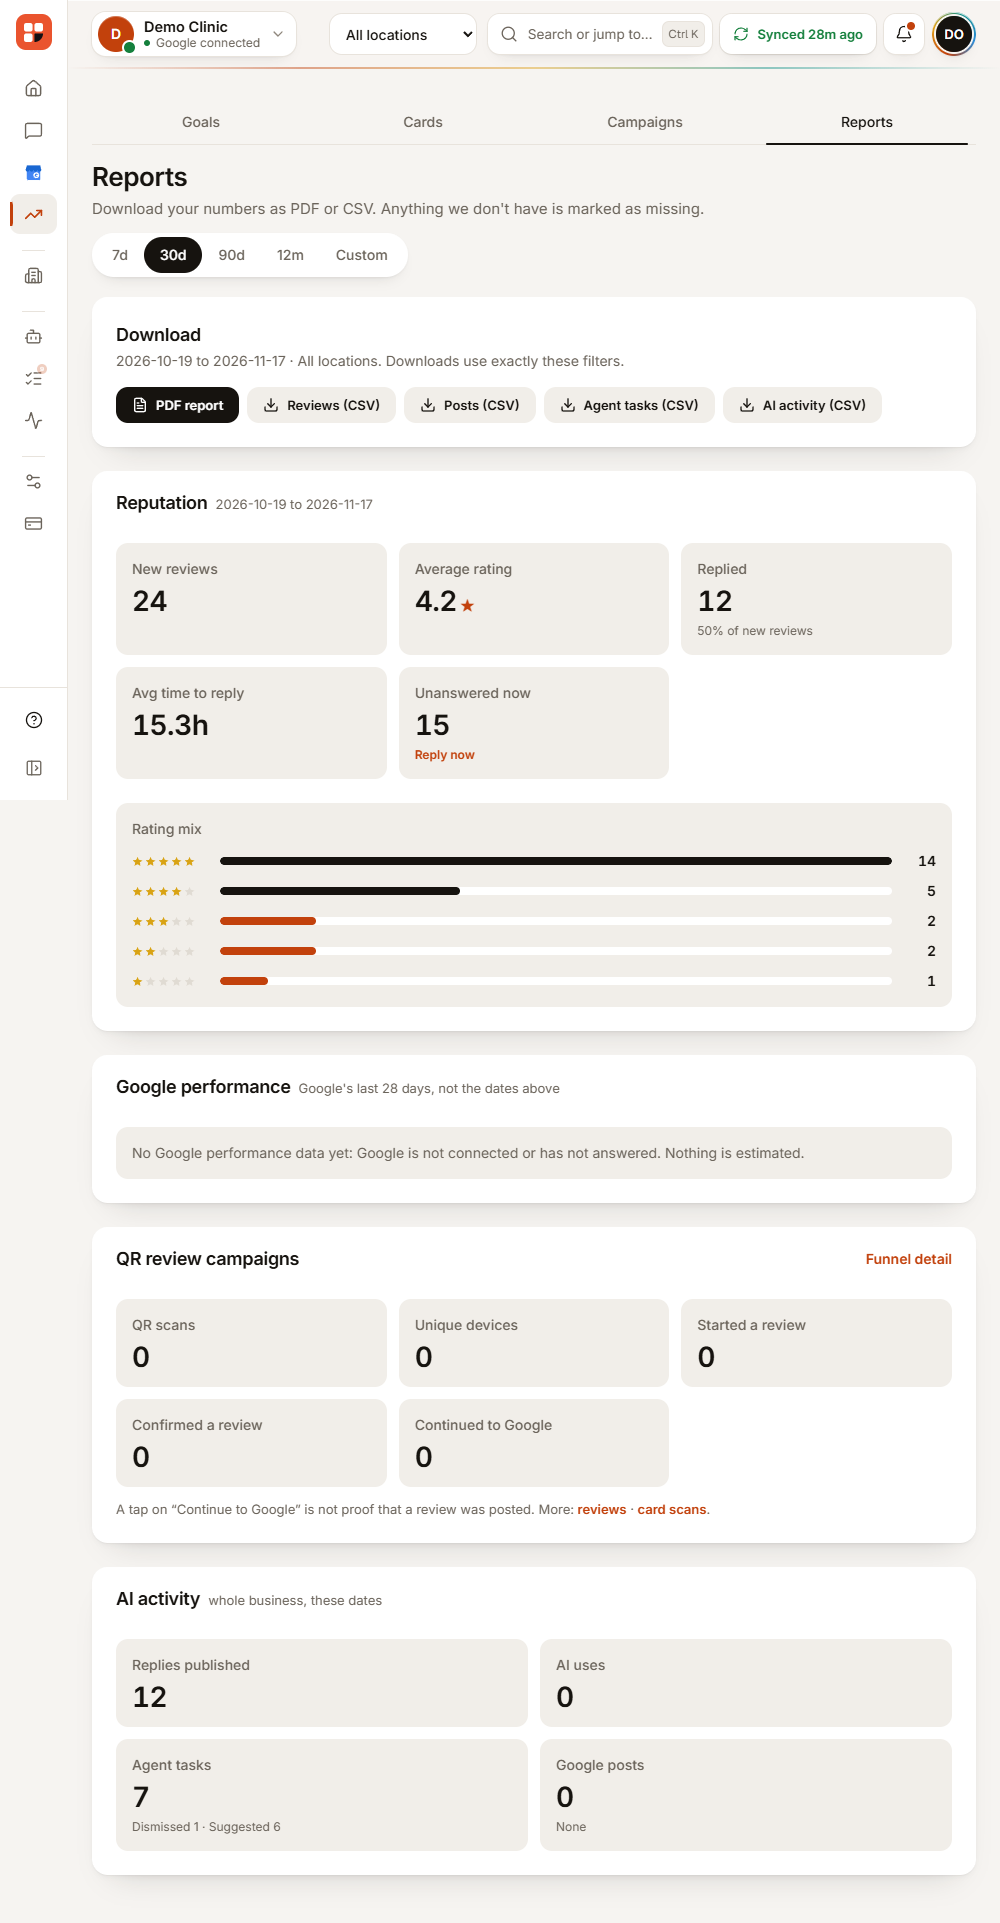 D
Demo Clinic
Google connected
All locations
Search or jump to...
Ctrl K
Synced 28m ago
DO
Goals
Cards
Campaigns
Reports
Reports
Download your numbers as PDF or CSV. Anything we don't have is marked as missing.
7d
30d
90d
12m
Custom
Download
2026-10-19 to 2026-11-17 · All locations. Downloads use exactly these filters.
PDF report
Reviews (CSV)
Posts (CSV)
Agent tasks (CSV)
AI activity (CSV)
Reputation 2026-10-19 to 2026-11-17
New reviews
24
Average rating
4.2★
Replied
12
50% of new reviews
Avg time to reply
15.3h
Unanswered now
15
Reply now
Rating mix
14
5
2
2
1
Google performance Google's last 28 days, not the dates above
No Google performance data yet: Google is not connected or has not answered. Nothing is estimated.
QR review campaigns
Funnel detail
QR scans
0
Unique devices
0
Started a review
0
Confirmed a review
0
Continued to Google
0
A tap on “Continue to Google” is not proof that a review was posted. More: reviews · card scans.
AI activity whole business, these dates
Replies published
12
AI uses
0
Agent tasks
7
Dismissed 1 · Suggested 6
Google posts
0
None